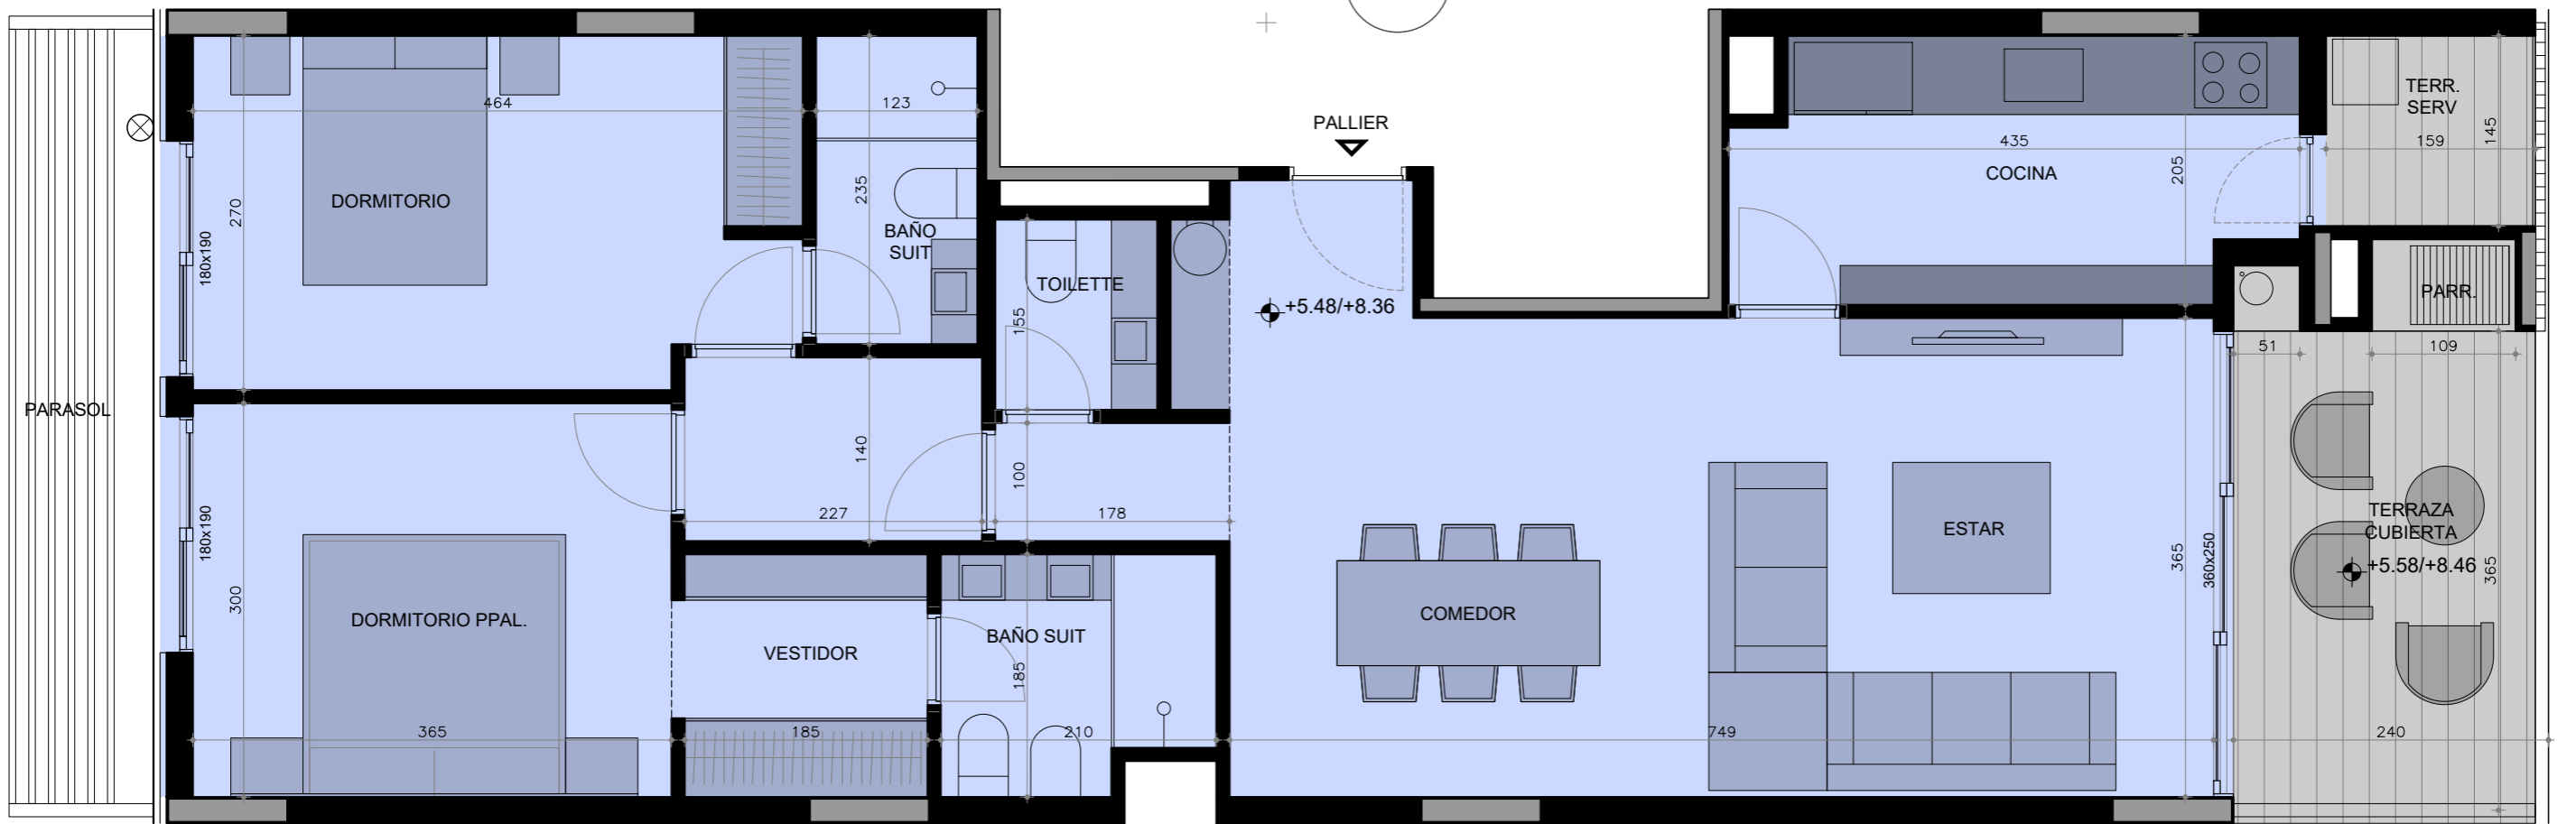 PALLIER
TERR.
SERV
464
123
435
159
145
COCINA
205
235
DORMITORIO
270
BAÑO
SUIT
180x190
TOILETTE
155
+5.48/+8.36
PARR.
51
109
PARASOL
140
100
227
178
ESTAR
TERRAZA
CUBIERTA
+5.58/+8.46
365
360x250
365
180x190
300
DORMITORIO PPAL.
VESTIDOR
BAÑO SUIT
185
COMEDOR
365
185
210
749
240